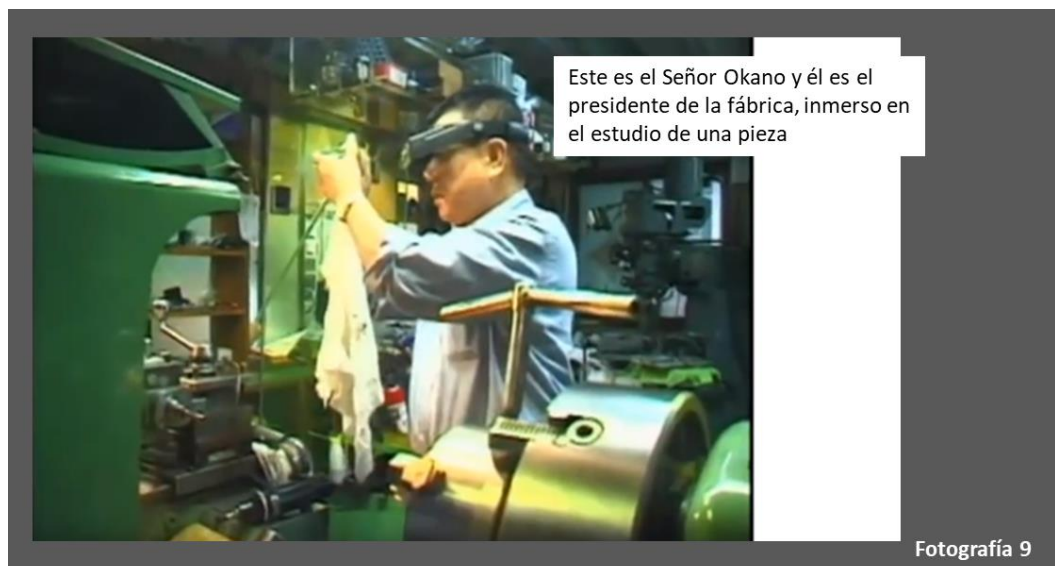 Este es el Señor Okano y él es el
presidente de la fábrica, inmerso en
el estudio de una pieza
Fotografía 9